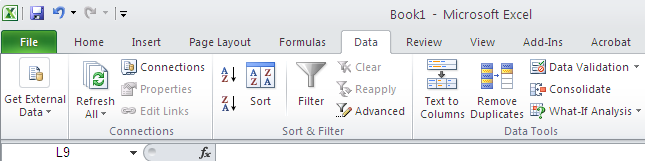 Book1 - Microsoft Excel
File Home Insert Page Layout Formulas Data Review View Add-Ins Acrobat
Get External Data
Refresh All
Connections
Properties
Edit Links
Connections
A Z
Z A
A Z Z A
Sort
Filter
Clear
Reapply
Advanced
Sort & Filter
Text to Columns
Remove Duplicates
Data Validation
Consolidate
What-If Analysis
Data Tools
L9 fx